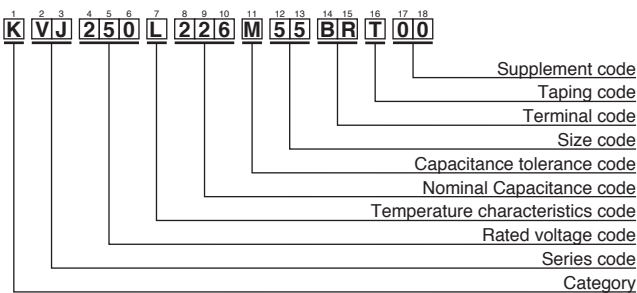 1 2 3 4 5 6 7 8 9 10 11 12 13 14 15 16 17 18
K V J 2 5 0 L 2 2 6 M 5 5 B R T 0 0
Supplement code
Taping code
Terminal code
Size code
Capacitance tolerance code
Nominal Capacitance code
Temperature characteristics code
Rated voltage code
Series code
Category